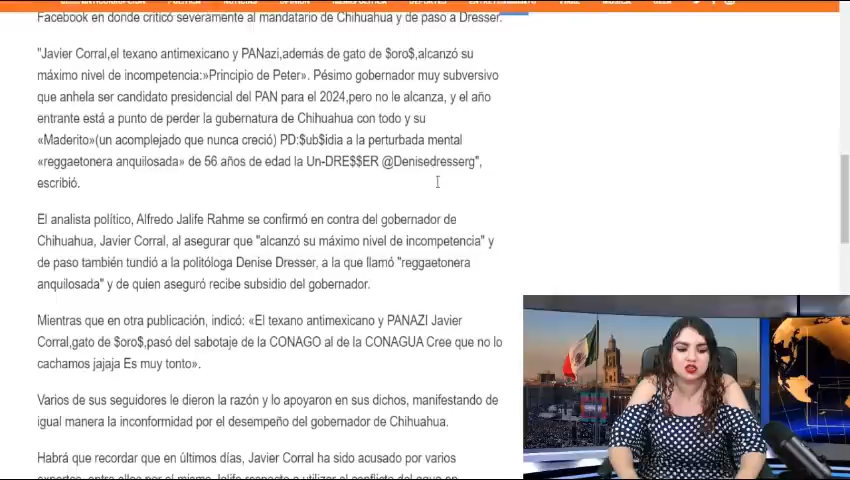 Facebook en donde criticó severamente al mandatario de Chihuahua y de paso a Dresser.
"Javier Corral,el texano antimexicano y PANazi,además de gato de $oro$,alcanzó su
máximo nivel de incompetencia:»Principio de Peter». Pésimo gobernador muy subversivo
que anhela ser candidato presidencial del PAN para el 2024,pero no le alcanza, y el año
entrante está a punto de perder la gubernatura de Chihuahua con todo y su
«Maderito»(un acomplejado que nunca creció) PD:$ub$idia a la perturbada mental
«reggaetonera anquilosada» de 56 años de edad la Un-DRE$$ER @Denisedresserg",
escribió.
El analista político, Alfredo Jalife Rahme se confirmó en contra del gobernador de
Chihuahua, Javier Corral, al asegurar que "alcanzó su máximo nivel de incompetencia" y
de paso también tundió a la politóloga Denise Dresser, a la que llamó "reggaetonera
anquilosada" y de quien aseguró recibe subsidio del gobernador.
Mientras que en otra publicación, indicó: «El texano antimexicano y PANAZI Javier
Corral,gato de $oro$,pasó del sabotaje de la CONAGO al de la CONAGUA Cree que no lo
cachamos jajaja Es muy tonto».
Varios de sus seguidores le dieron la razón y lo apoyaron en sus dichos, manifestando de
igual manera la inconformidad por el desempeño del gobernador de Chihuahua.
Habrá que recordar que en últimos días, Javier Corral ha sido acusado por varios